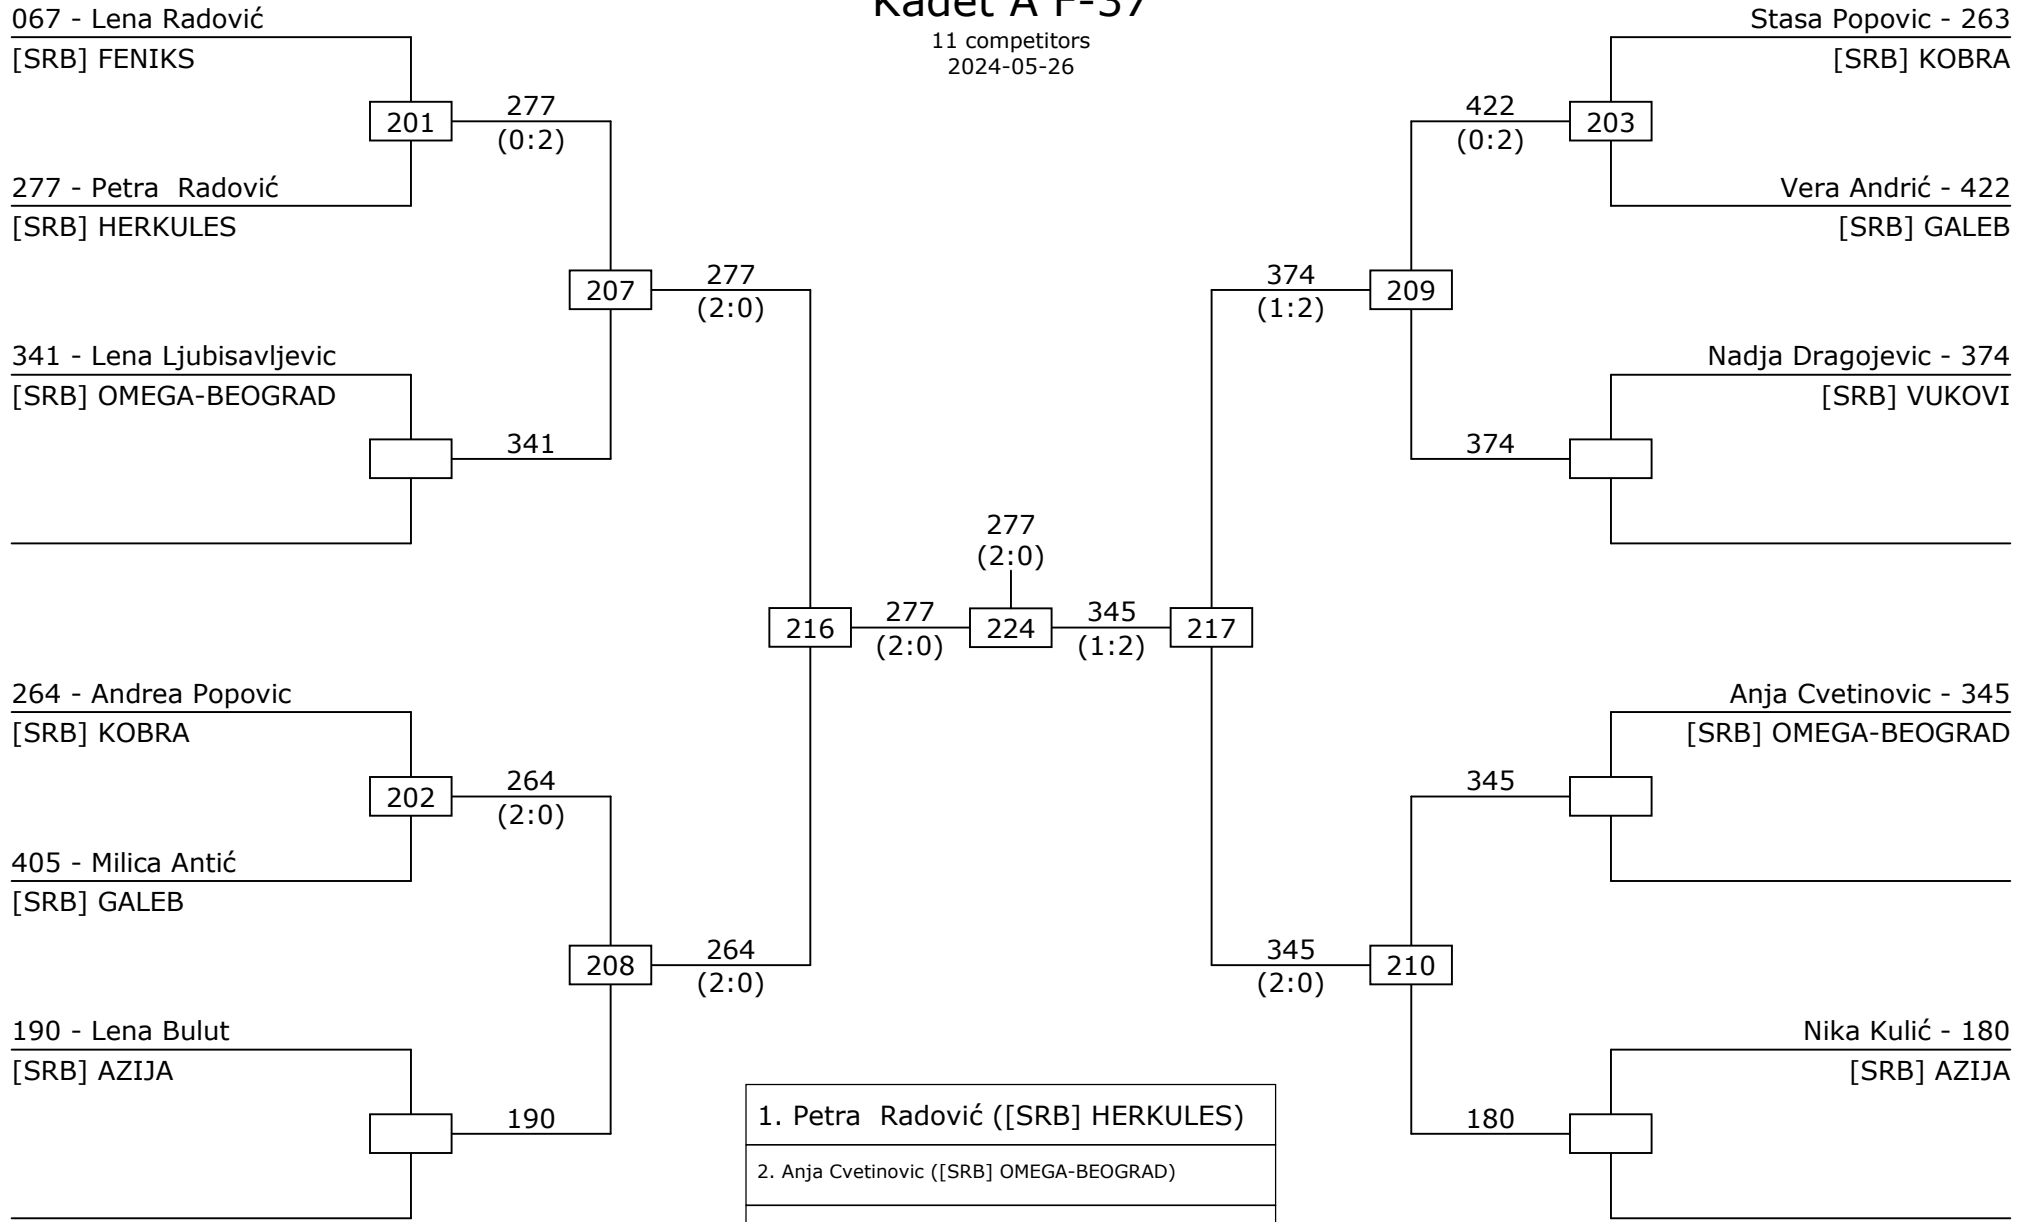 Kadet A F-37
11 competitors
2024-05-26
067 - Lena Radović
[SRB] FENIKS
201
277
(0:2)
277 - Petra  Radović
[SRB] HERKULES
207
277
(2:0)
341 - Lena Ljubisavljevic
[SRB] OMEGA-BEOGRAD
341
264 - Andrea Popovic
[SRB] KOBRA
202
264
(2:0)
405 - Milica Antić
[SRB] GALEB
208
264
(2:0)
190 - Lena Bulut
[SRB] AZIJA
190
216
277
(2:0)
277
(2:0)
224
345
(1:2)
217
Stasa Popovic - 263
[SRB] KOBRA
422
(0:2)
203
Vera Andrić - 422
[SRB] GALEB
374
(1:2)
209
Nadja Dragojevic - 374
[SRB] VUKOVI
374
Anja Cvetinovic - 345
[SRB] OMEGA-BEOGRAD
345
345
(2:0)
210
Nika Kulić - 180
[SRB] AZIJA
180
1. Petra  Radović ([SRB] HERKULES)
2. Anja Cvetinovic ([SRB] OMEGA-BEOGRAD)